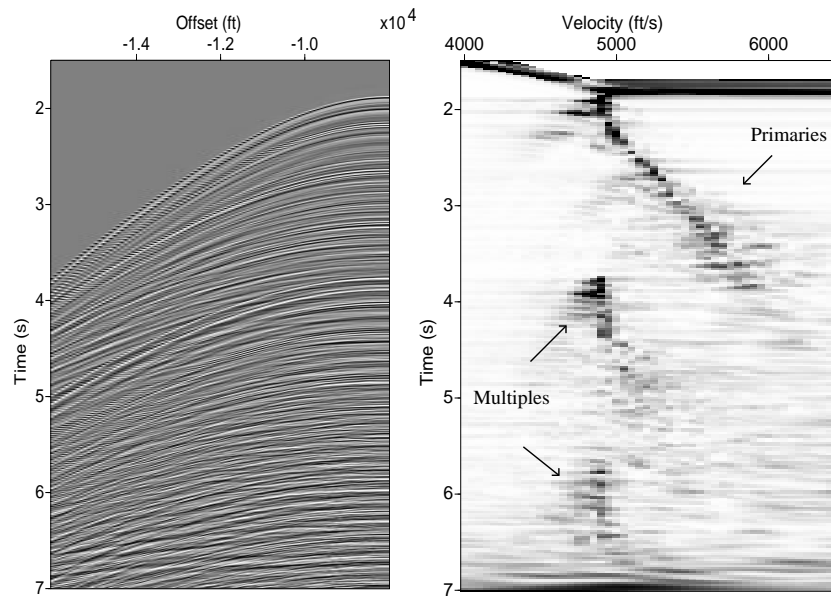 Offset (ft)
x10 4
-1.4 -1.2 -1.0
Time (s)
2
3
4
5
6
7
Velocity (ft/s)
4000 5000 6000
Time (s)
2
3
4
5
6
7
Primaries
Multiples